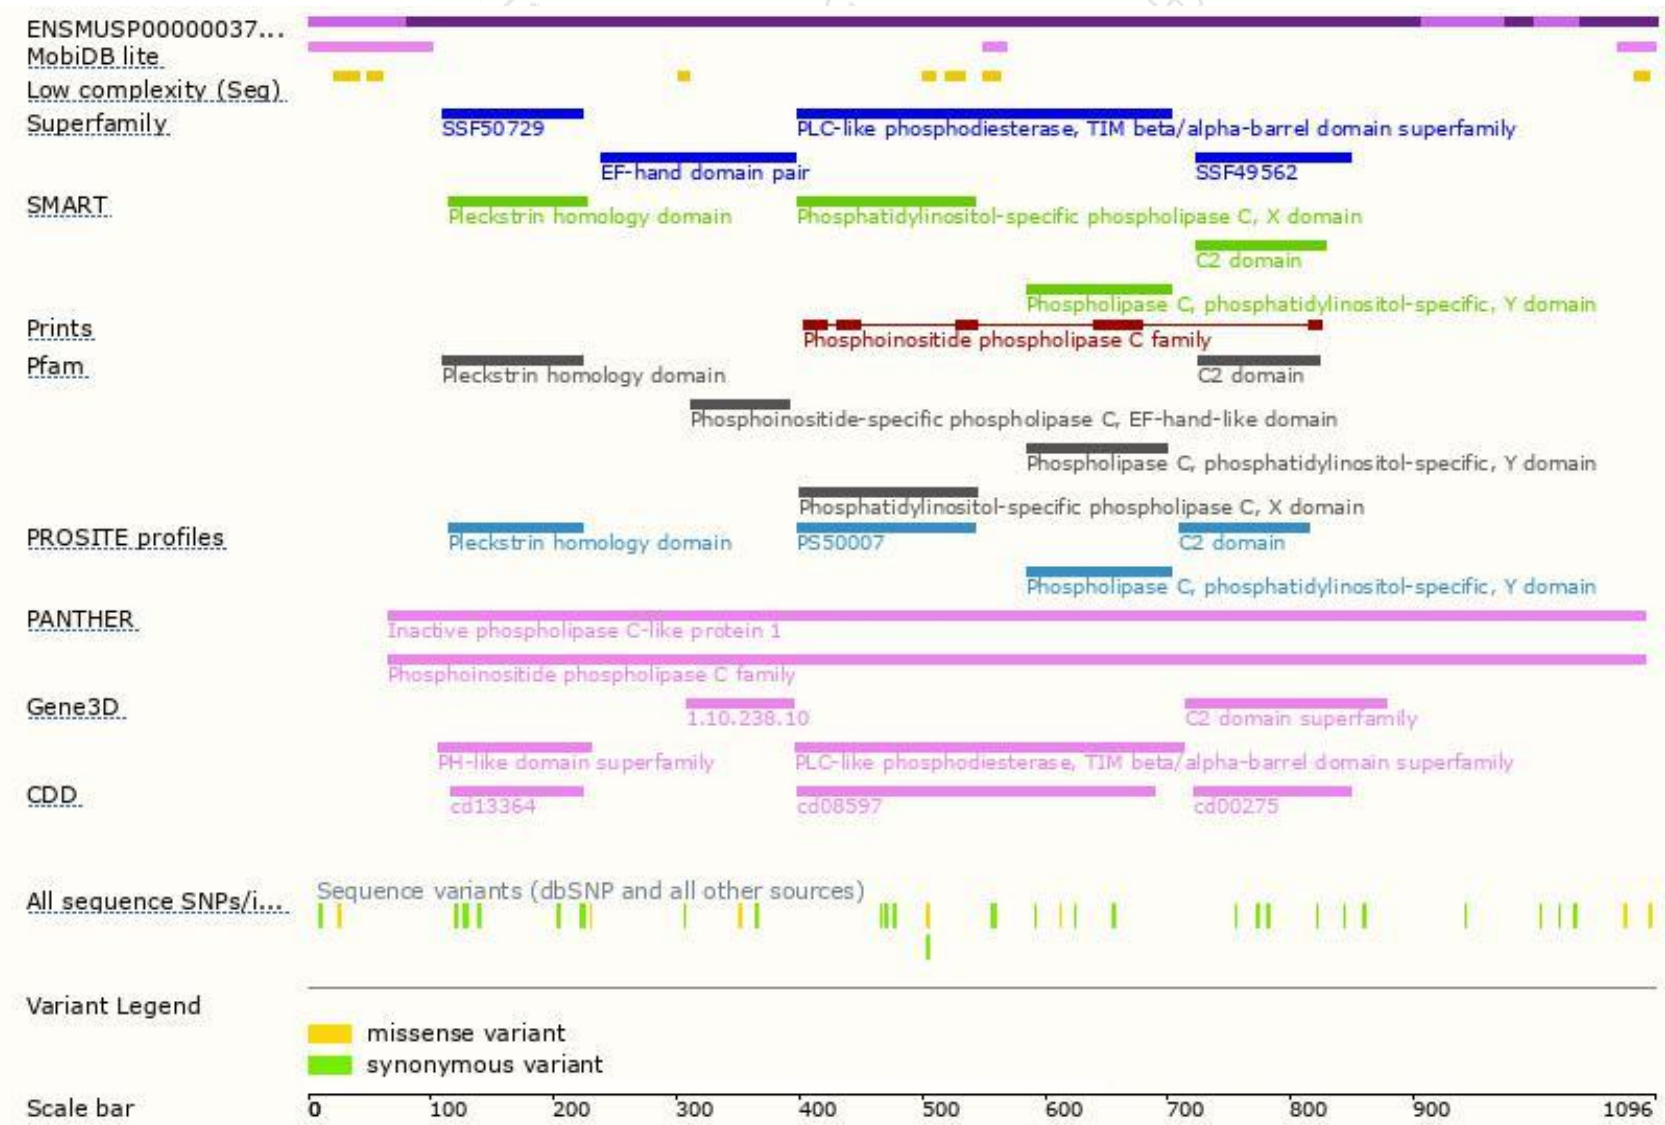 ENSMUSP00000037...
MobiDB lite
Low complexity (Seg)
Superfamily
SSF50729
PLC-like phosphodiesterase, TIM beta/alpha-barrel domain superfamily
EF-hand domain pair
SSF49562
SMART
Pleckstrin homology domain
Phosphatidylinositol-specific phospholipase C, X domain
C2 domain
Phospholipase C, phosphatidylinositol-specific, Y domain
Prints
Phosphoinositide phospholipase C family
Pfam
Pleckstrin homology domain
C2 domain
Phosphoinositide-specific phospholipase C, EF-hand-like domain
Phospholipase C, phosphatidylinositol-specific, Y domain
Phosphatidylinositol-specific phospholipase C, X domain
PROSITE profiles
Pleckstrin homology domain
PS50007
C2 domain
Phospholipase C, phosphatidylinositol-specific, Y domain
PANTHER
Inactive phospholipase C-like protein 1
Phosphoinositide phospholipase C family
Gene3D
1.10.238.10
C2 domain superfamily
PH-like domain superfamily
PLC-like phosphodiesterase, TIM beta/alpha-barrel domain superfamily
CDD
cd13364
cd08597
cd00275
All sequence SNPs/i...
Sequence variants (dbSNP and all other sources)
Variant Legend
missense variant
synonymous variant
Scale bar
0 100 200 300 400 500 600 700 800 900 1096